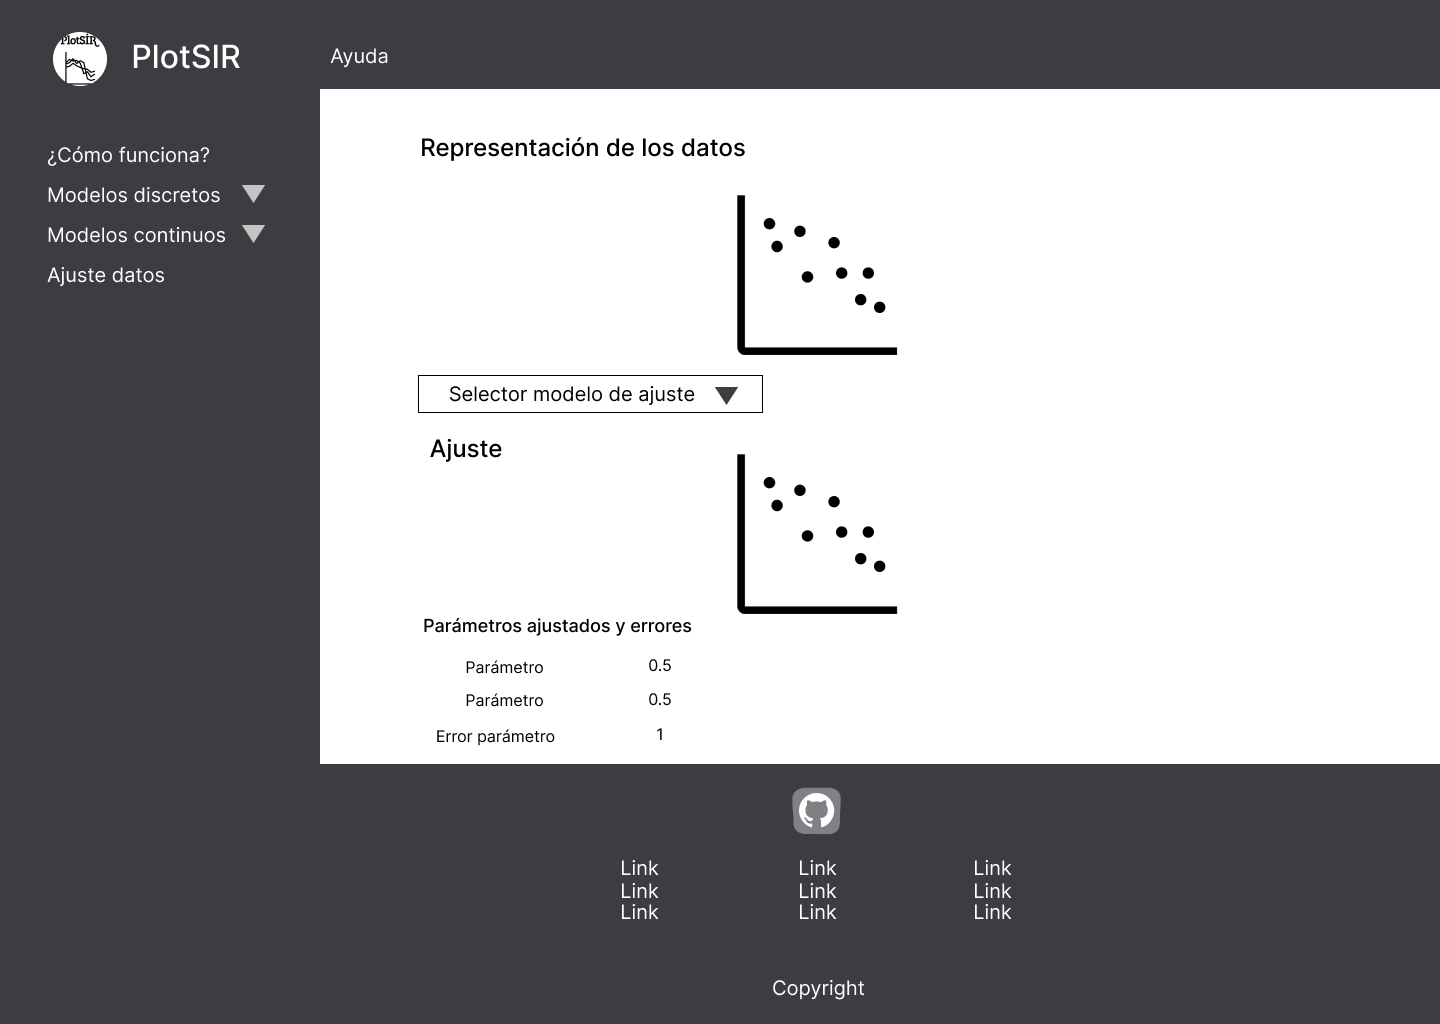 PlotSIR
PlotSIR
Ayuda
¿Cómo funciona?
Modelos discretos
Modelos continuos
Ajuste datos
Representación de los datos
Selector modelo de ajuste
Ajuste
Parámetros ajustados y errores
Parámetro 0.5
Parámetro 0.5
Error parámetro 1
Link Link Link
Link Link Link
Link Link Link
Copyright